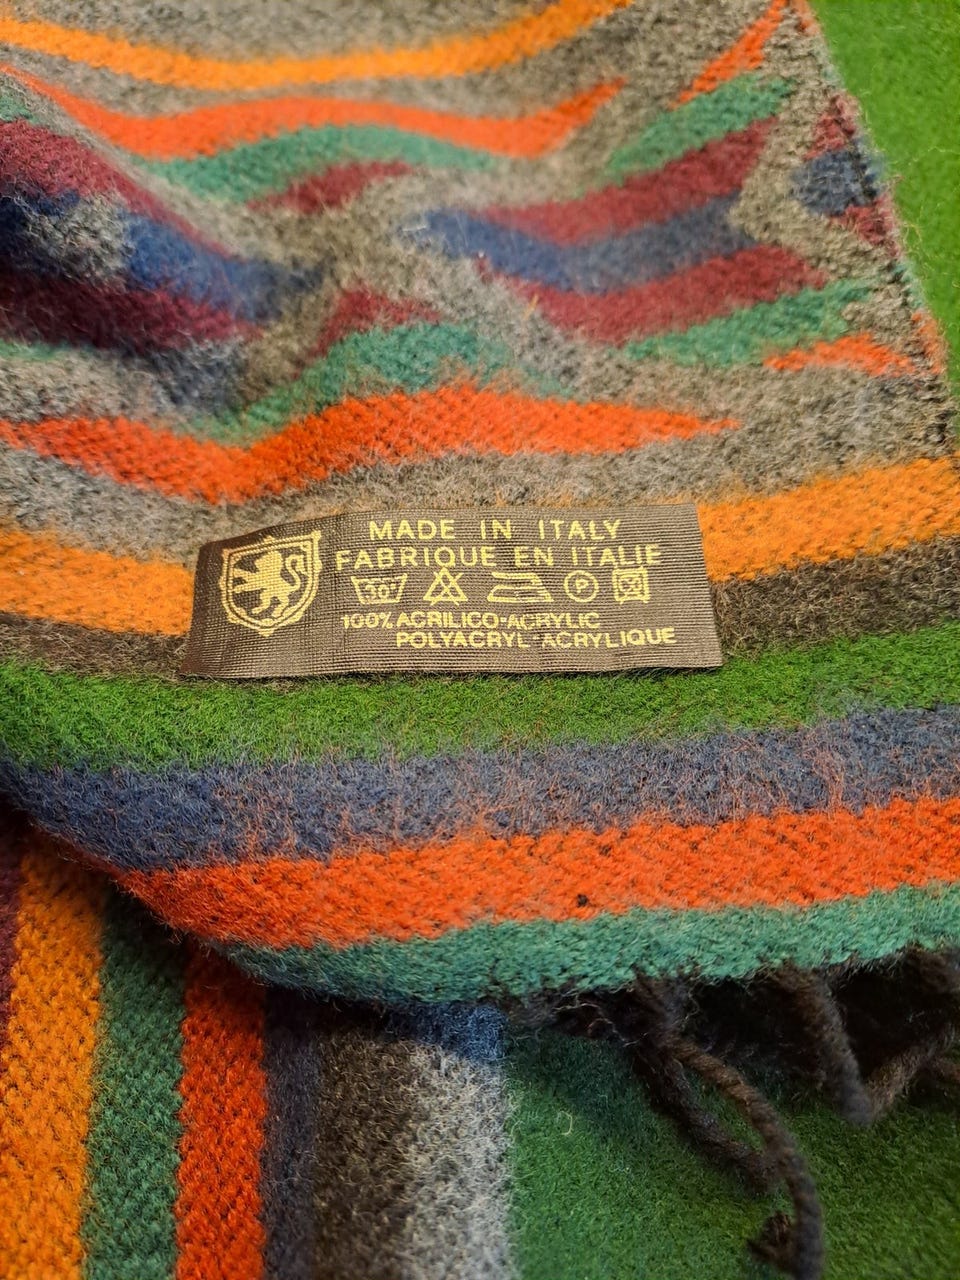 MADE IN ITALY
FABRIQUE EN ITALIE
30° P
100% ACRILICO-ACRYLIC
POLYACRYL-ACRYLIQUE